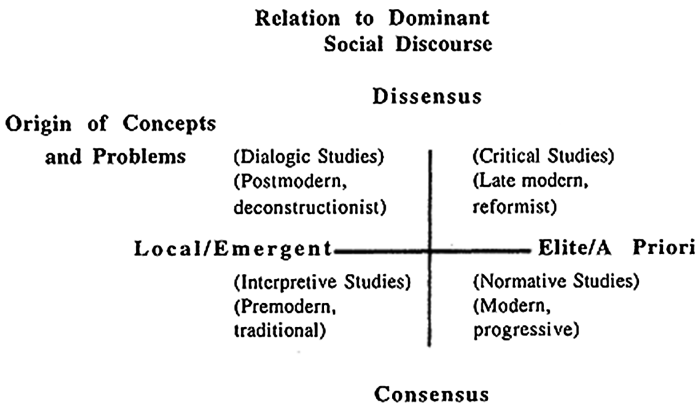 Relation to Dominant
Social Discourse
Dissensus
Origin of Concepts
and Problems
(Dialogic Studies)
(Postmodern,
deconstructionist)
(Critical Studies)
(Late modern,
reformist)
Local/Emergent
Elite/A Priori
(Interpretive Studies)
(Premodern,
traditional)
(Normative Studies)
(Modern,
progressive)
Consensus